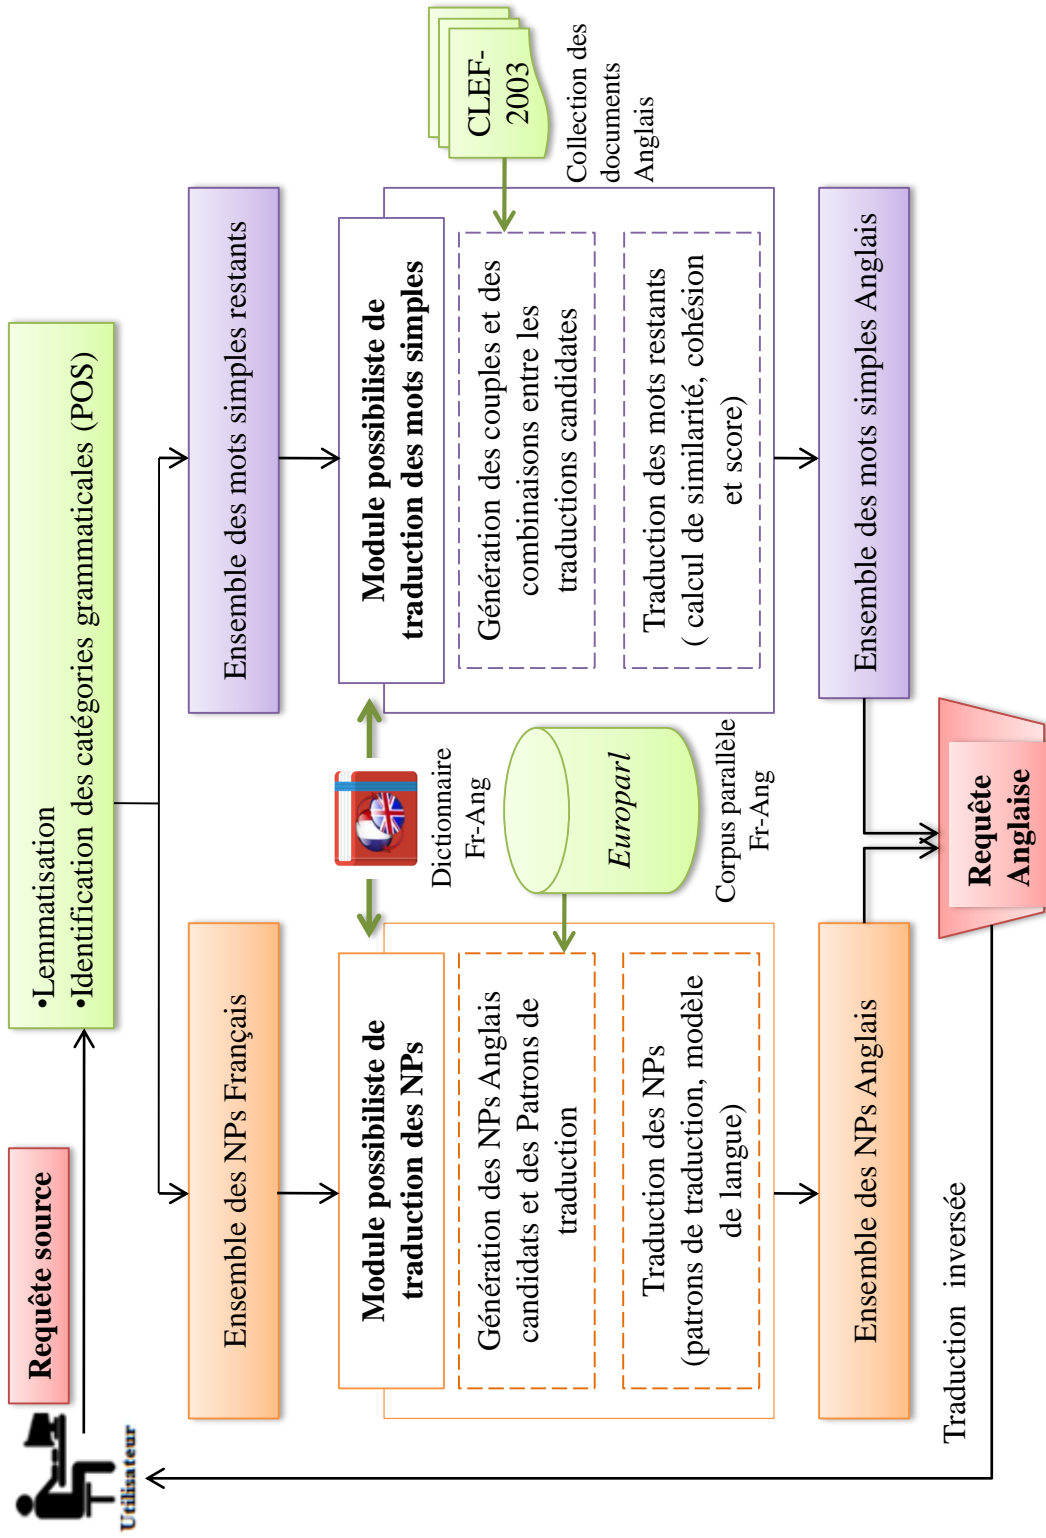 Utilisateur
Requête source
•Lemmatisation
•Identification des catégories grammaticales (POS)
Ensemble des NPs Français
Ensemble des mots simples restants
Module possibiliste de
traduction des NPs
Génération des NPs Anglais
candidats et des Patrons de
traduction
Traduction des NPs
(patrons de traduction, modèle
de langue)
Dictionnaire
Fr-Ang
Europarl
Corpus parallèle
Fr-Ang
Module possibiliste de
traduction des mots simples
Génération des couples et des
combinaisons entre les
traductions candidates
Traduction des mots restants
( calcul de similarité, cohésion
et score)
CLEF-
2003
Collection des
documents
Anglais
Ensemble des NPs Anglais
Ensemble des mots simples Anglais
Requête
Anglaise
Traduction inversée